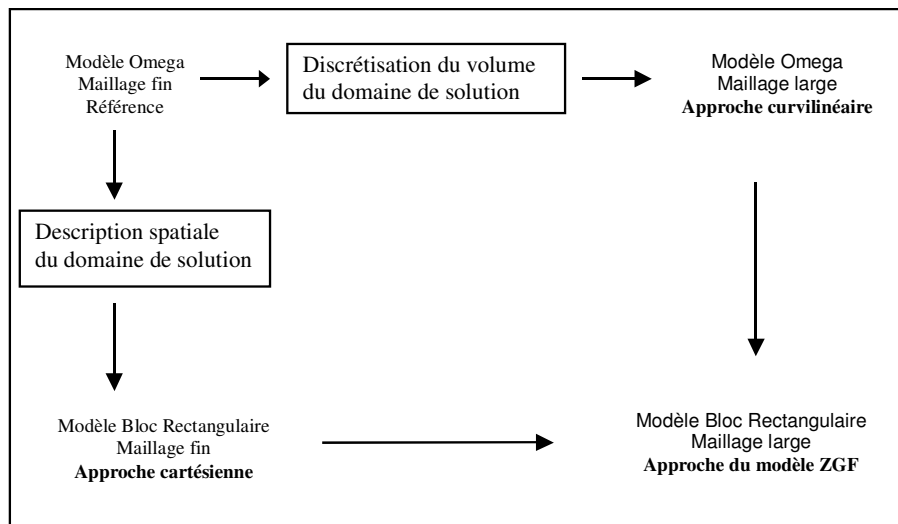 Modèle Omega
Maillage fin
Référence
Discrétisation du volume
du domaine de solution
Modèle Omega
Maillage large
Approche curvilinéaire
Description spatiale
du domaine de solution
Modèle Bloc Rectangulaire
Maillage fin
Approche cartésienne
Modèle Bloc Rectangulaire
Maillage large
Approche du modèle ZGF